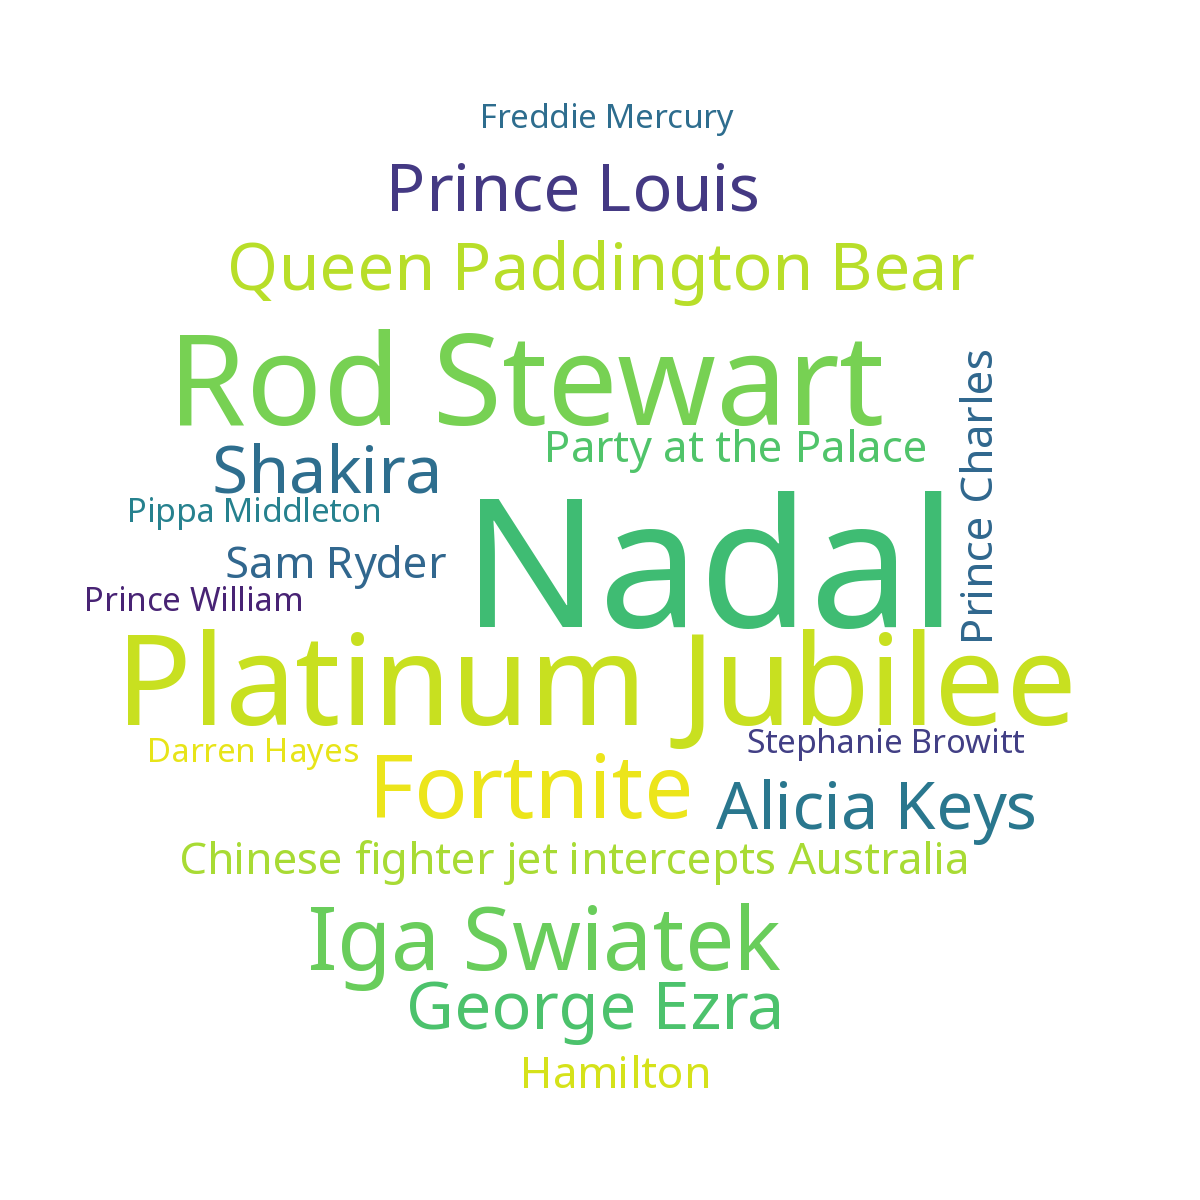 Freddie Mercury
Prince Louis
Queen Paddington Bear
Rod Stewart
Prince Charles
Party at the Palace
Shakira
Pippa Middleton
Nadal
Sam Ryder
Prince William
Platinum Jubilee
Stephanie Browitt
Darren Hayes
Fortnite
Alicia Keys
Chinese fighter jet intercepts Australia
Iga Swiatek
George Ezra
Hamilton